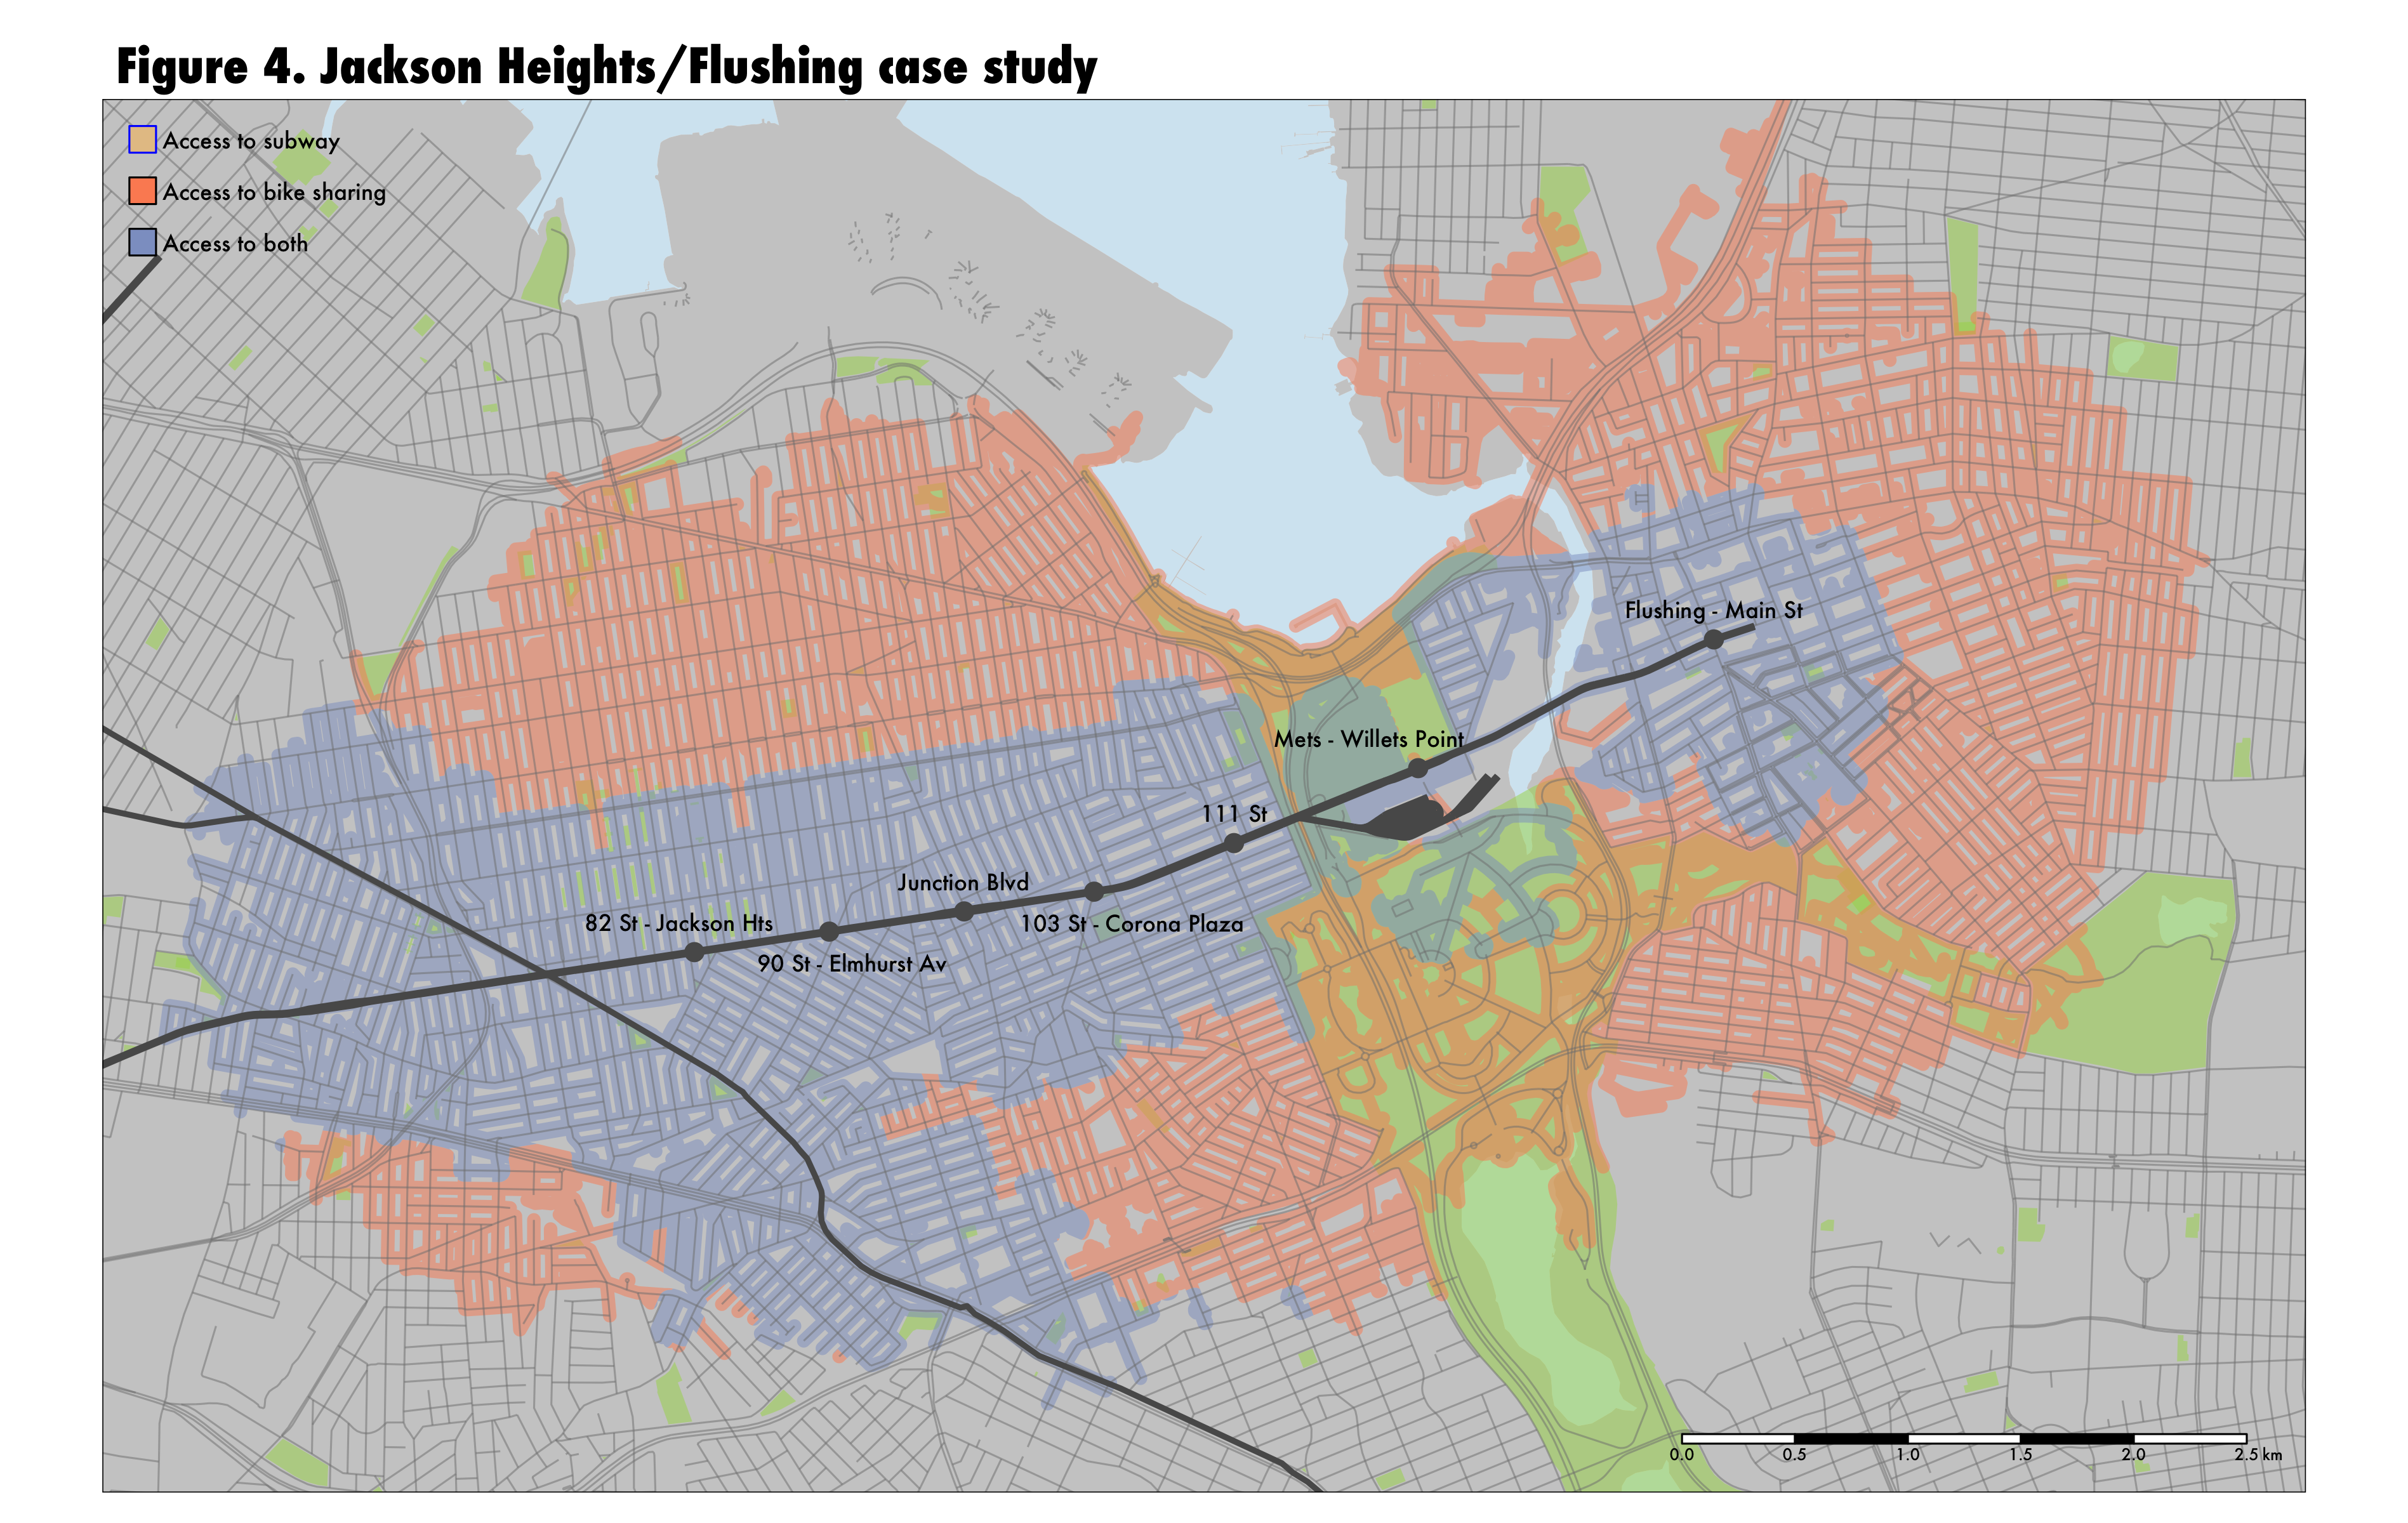 Figure 4. Jackson Heights/Flushing case study
Access to subway
Access to bike sharing
Access to both
Flushing - Main St
Mets - Willets Point
111 St
Junction Blvd
82 St - Jackson Hts
103 St - Corona Plaza
90 St - Elmhurst Av
0.0 0.5 1.0 1.5 2.0 2.5 km